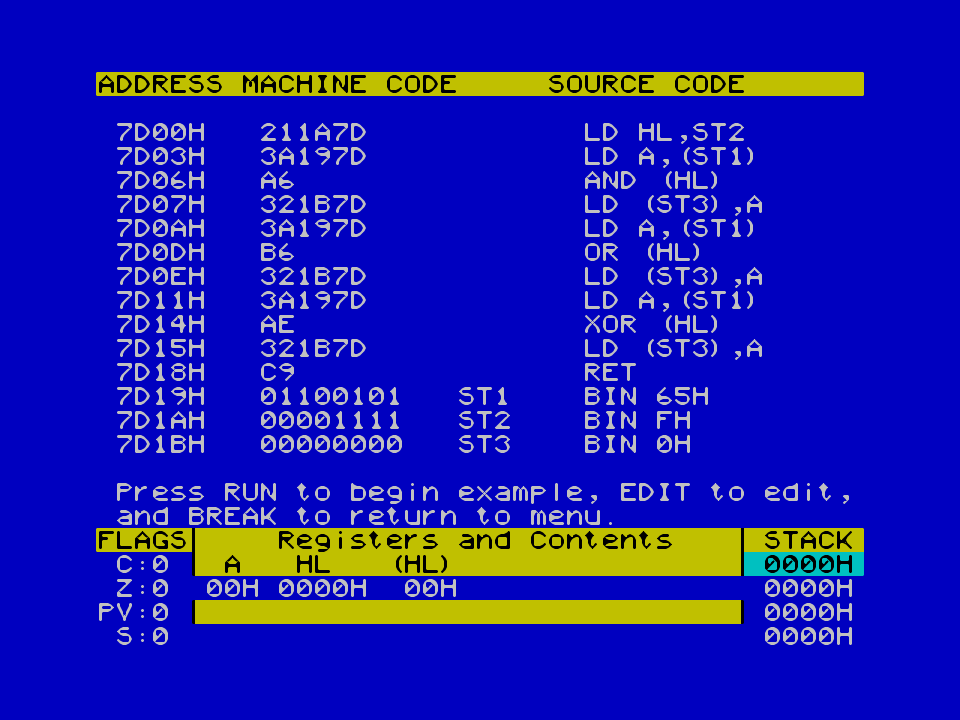 ADDRESS MACHINE CODE SOURCE CODE
7D00H 211A7D LD HL,ST2
7D03H 3A197D LD A,(ST1)
7D06H A6 AND (HL)
7D07H 321B7D LD (ST3),A
7D0AH 3A197D LD A,(ST1)
7D0DH B6 OR (HL)
7D0EH 321B7D LD (ST3),A
7D11H 3A197D LD A,(ST1)
7D14H AE XOR (HL)
7D15H 321B7D LD (ST3),A
7D18H C9 RET
7D19H 01100101 ST1 BIN 65H
7D1AH 00001111 ST2 BIN FH
7D1BH 00000000 ST3 BIN 0H
Press RUN to begin example, EDIT to edit,
and BREAK to return to menu.
FLAGS Registers and Contents STACK
C:0 A HL (HL) 0000H
Z:0 00H 0000H 00H 0000H
PV:0 0000H
S:0 0000H